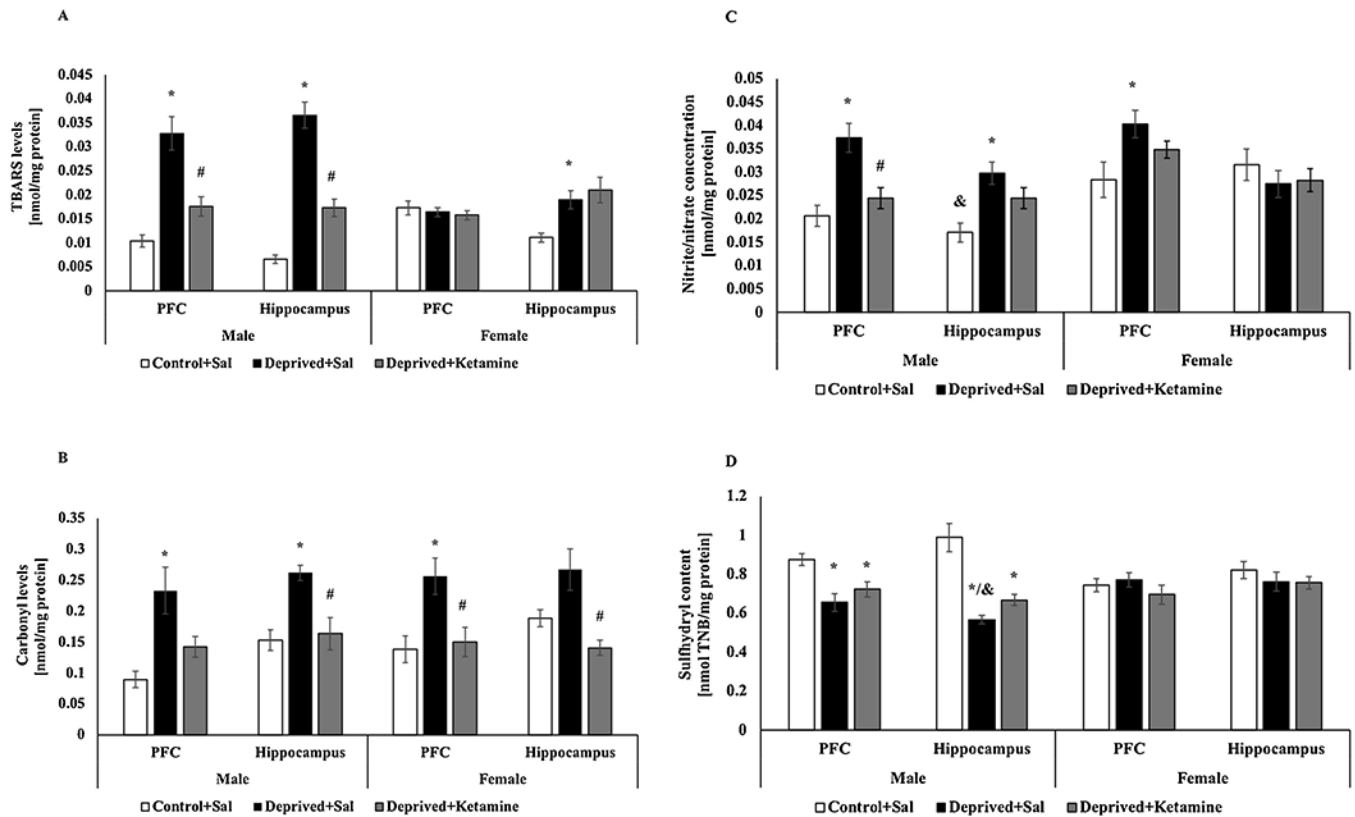 A
TBARS levels
[nmol/mg protein]
0.045
0.04
0.035
0.03
0.025
0.02
0.015
0.01
0.005
0
*
#
*
#
*
PFC
Hippocampus
PFC
Hippocampus
Male
Female
Control+Sal
Deprived+Sal
Deprived+Ketamine
C
Nitrite/nitrate concentration
[nmol/mg protein]
0.05
0.045
0.04
0.035
0.03
0.025
0.02
0.015
0.01
0.005
0
*
#
&
*
*
PFC
Hippocampus
PFC
Hippocampus
Male
Female
Control+Sal
Deprived+Sal
Deprived+Ketamine
B
Carbonyl levels
[nmol/mg protein]
0.35
0.3
0.25
0.2
0.15
0.1
0.05
0
*
*
#
*
#
#
PFC
Hippocampus
PFC
Hippocampus
Male
Female
Control+Sal
Deprived+Sal
Deprived+Ketamine
D
Sulfhydryl content
[nmol TNB/mg protein]
1.2
1
0.8
0.6
0.4
0.2
0
*
*
*/&
*
PFC
Hippocampus
PFC
Hippocampus
Male
Female
Control+Sal
Deprived+Sal
Deprived+Ketamine